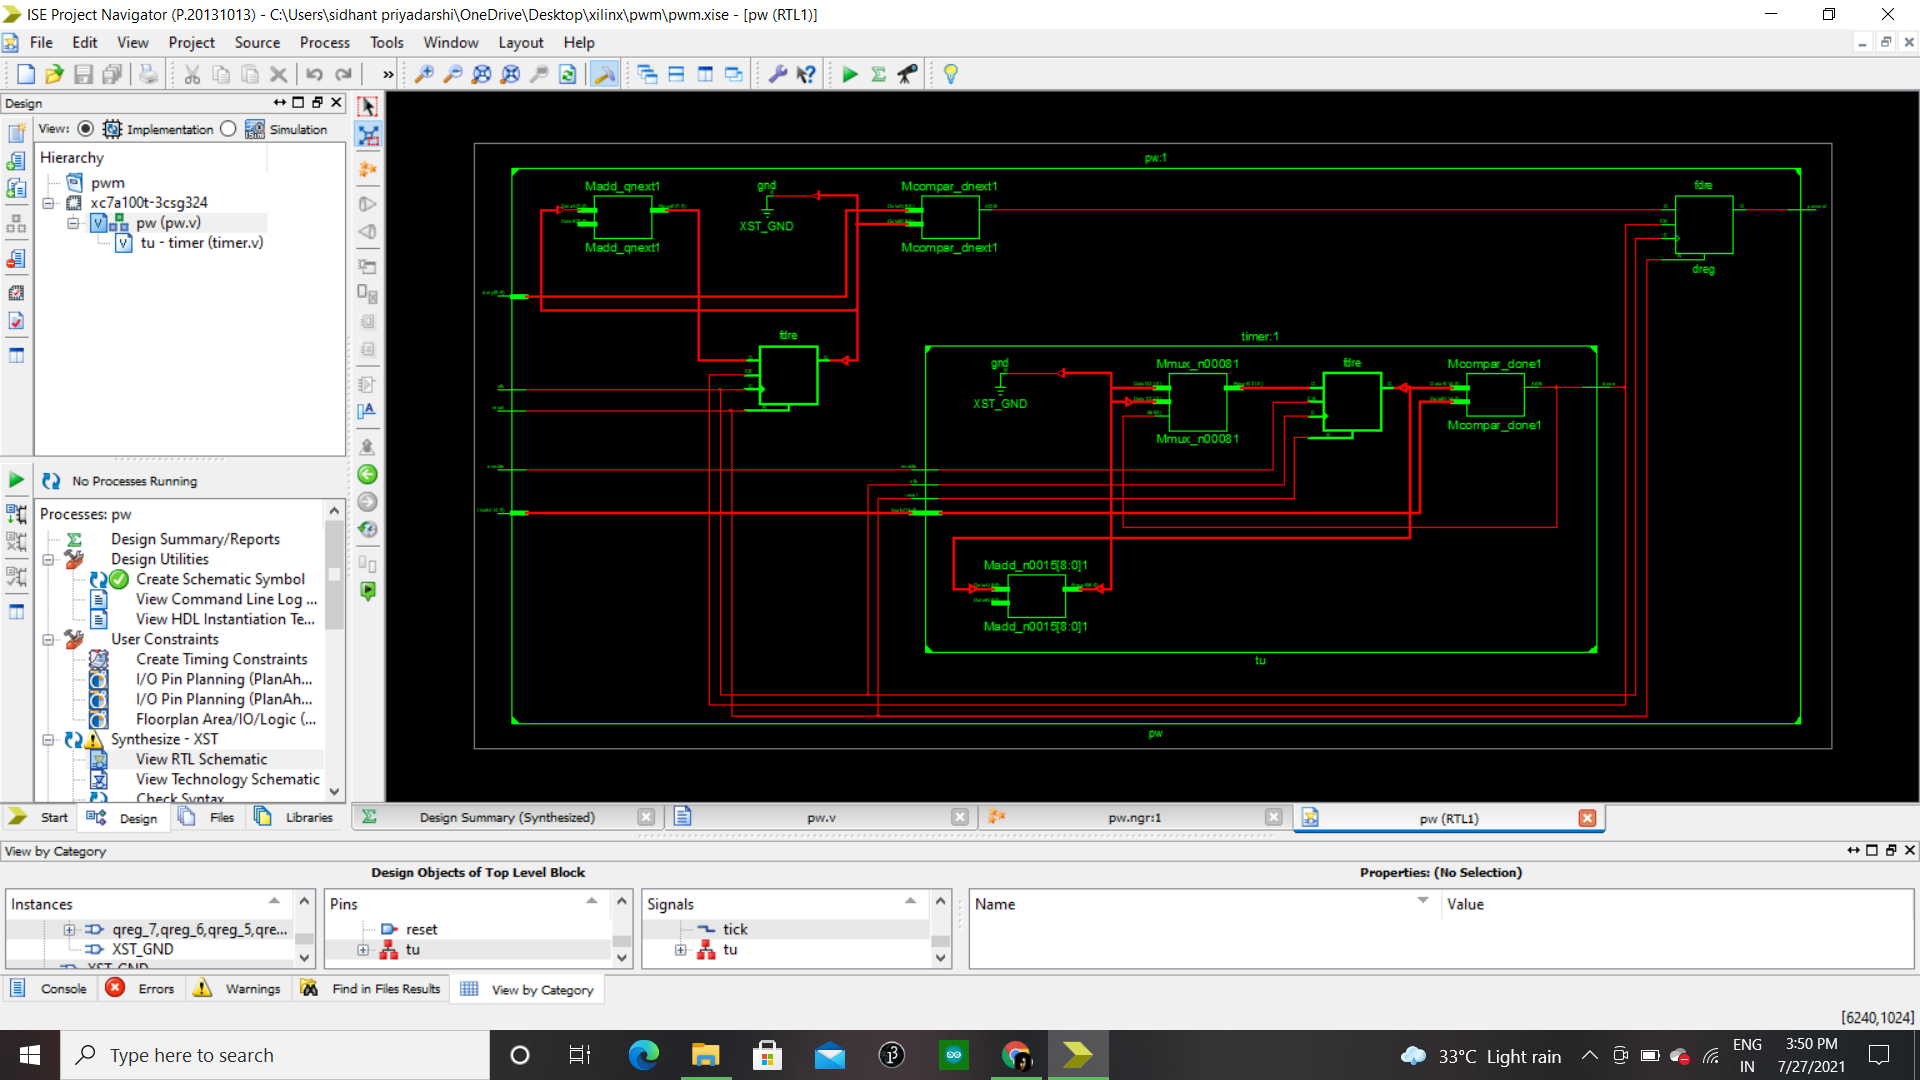 ISE Project Navigator (P.20131013) - C:\Users\sidhant priyadarshi\OneDrive\Desktop\xilinx\pwm\pwm.xise - [pw (RTL1)]
File Edit View Project Source Process Tools Window Layout Help
Design
View: Implementation Simulation
Hierarchy
pwm
xc7a100t-3csg324
pw (pw.v)
tu - timer (timer.v)
No Processes Running
Processes: pw
Design Summary/Reports
Design Utilities
Create Schematic Symbol
View Command Line Log ...
View HDL Instantiation Te...
User Constraints
Create Timing Constraints
I/O Pin Planning (PlanAh...
I/O Pin Planning (PlanAh...
Floorplan Area/IO/Logic (...
Synthesize - XST
View RTL Schematic
View Technology Schematic
Check Syntax
Start Design Files Libraries
pw:1
Madd_qnext1
Madd_qnext1
gnd
XST_GND
Mcompar_dnext1
Mcompar_dnext1
fdre
dreg
fdre
timer:1
gnd
XST_GND
Mmux_n00081
Mmux_n00081
fdre
Mcompar_done1
Mcompar_done1
Madd_n0015[8:0]1
Madd_n0015[8:0]1
tu
pw
Design Summary (Synthesized)
pw.v
pw.ngr:1
pw (RTL1)
View by Category
Design Objects of Top Level Block
Properties: (No Selection)
Instances
qreg_7,qreg_6,qreg_5,qre...
XST_GND
XST_GND
Pins
reset
tu
Signals
tick
tu
Name Value
Console Errors Warnings Find in Files Results View by Category
[6240,1024]
Type here to search
33°C Light rain
ENG
IN
3:50 PM
7/27/2021